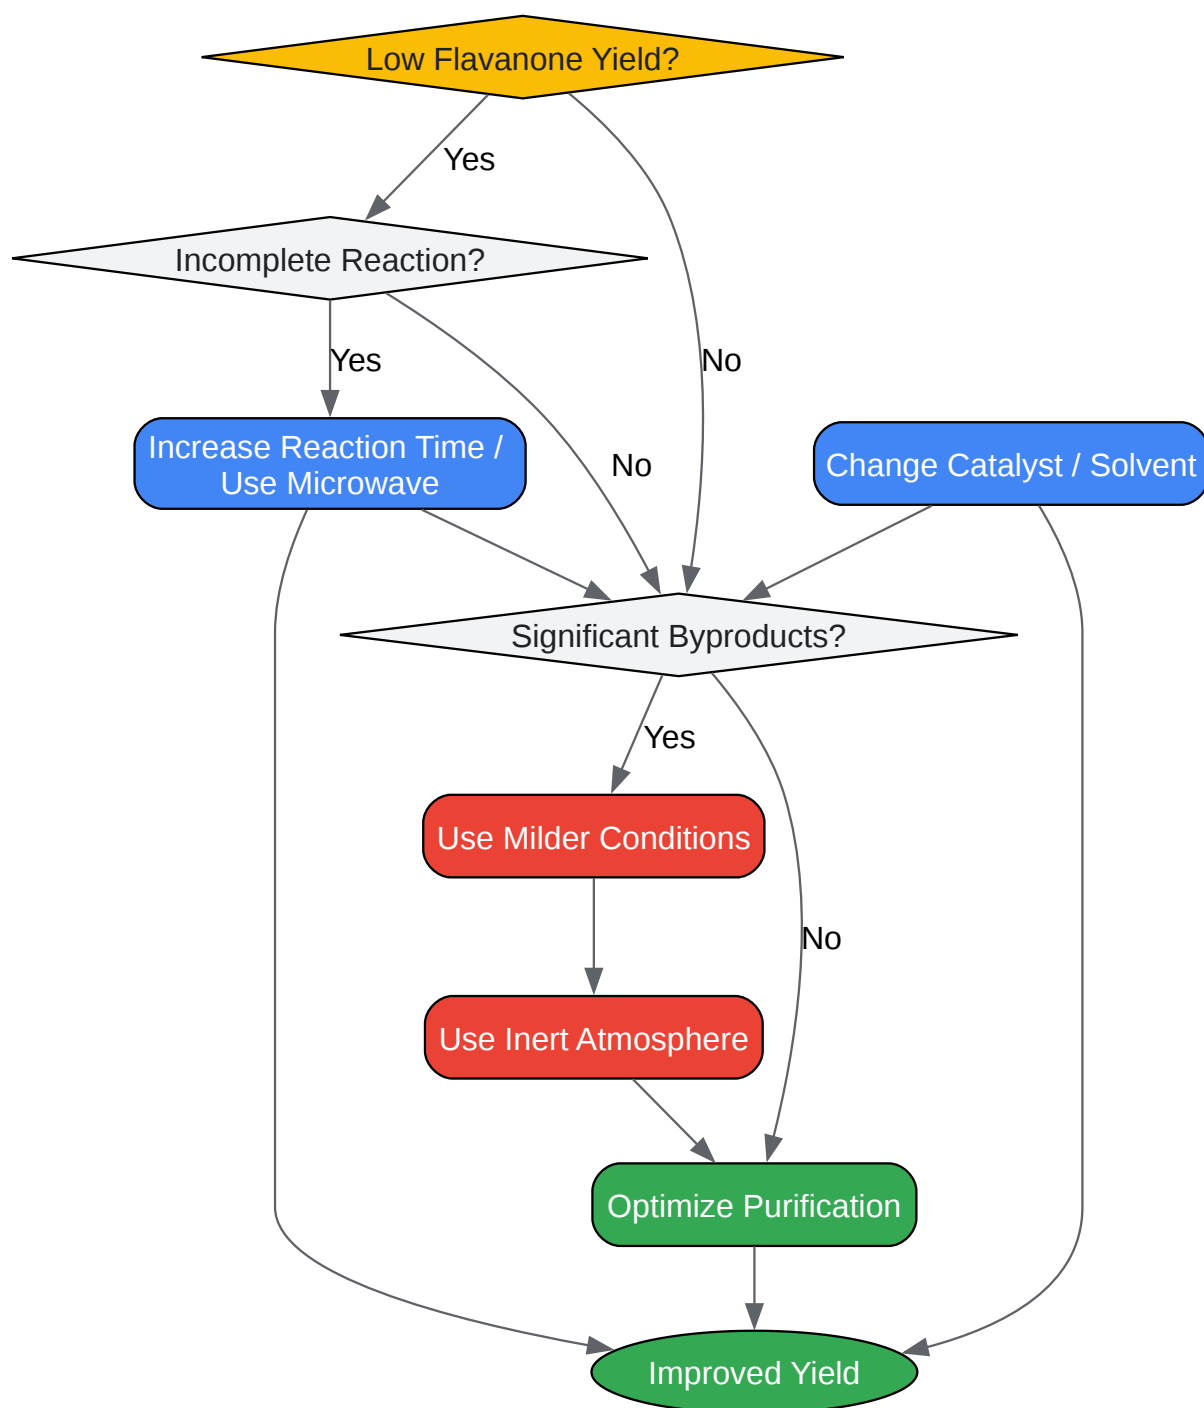 Low Flavanone Yield?
Yes
Incomplete Reaction?
Yes
No
Increase Reaction Time /
Use Microwave
No
Change Catalyst / Solvent
Significant Byproducts?
Yes
Use Milder Conditions
No
Use Inert Atmosphere
Optimize Purification
Improved Yield